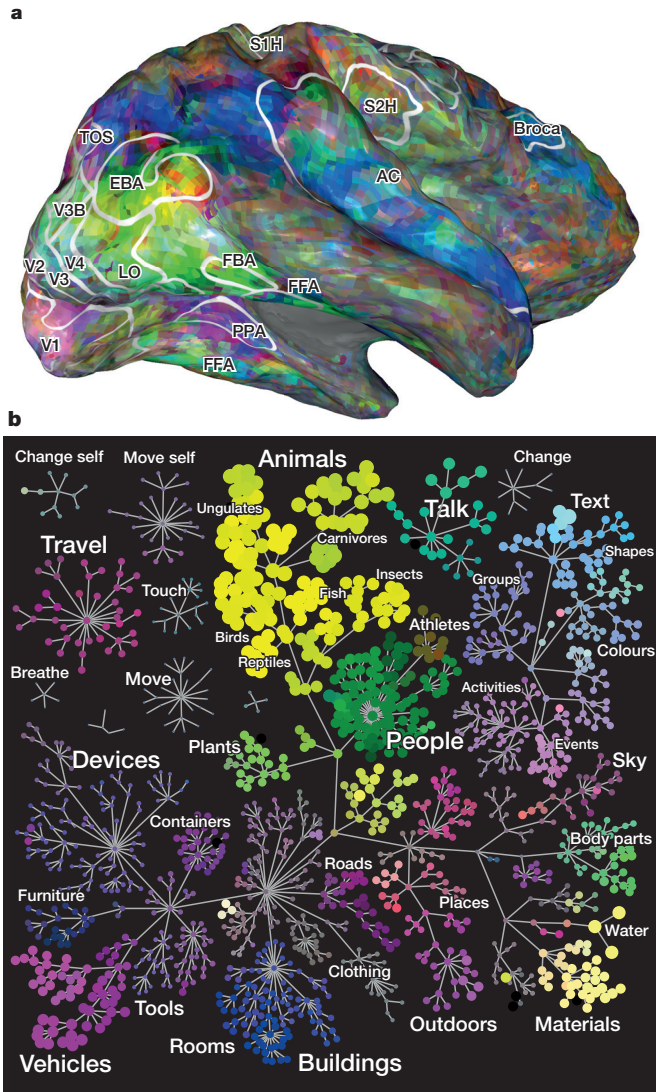 a
S1H
S2H
Broca
TOS
AC
EBA
V3B
V2
V4
LO
FBA
V3
FFA
PPA
V1
FFA
b
Change self
Move self
Animals
Change
Talk
Text
Ungulates
Carnivores
Shapes
Travel
Touch
Insects
Groups
Fish
Athletes
Birds
Colours
Reptiles
Breathe
Move
Activities
Plants
People
Events
Devices
Sky
Containers
Body parts
Roads
Furniture
Places
Water
Clothing
Tools
Outdoors
Materials
Rooms
Vehicles
Buildings